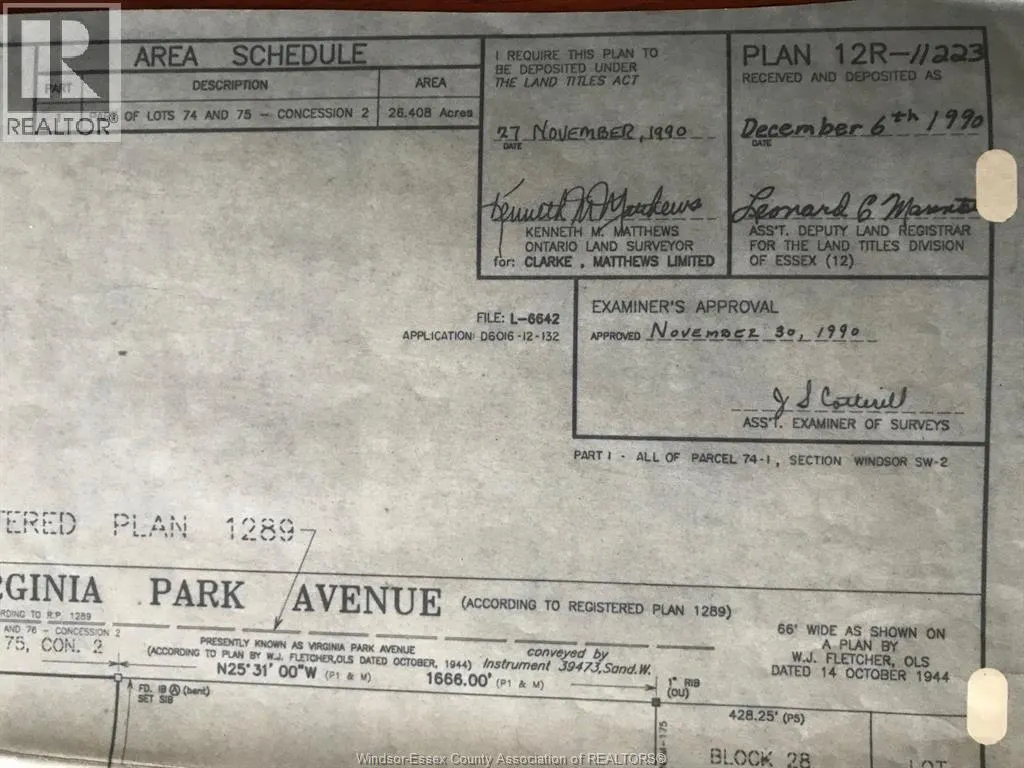 AREA SCHEDULE
PART
DESCRIPTION
AREA
OF LOTS 74 AND 75 - CONCESSION 2
26.408 Acres
REALTOR®
I REQUIRE THIS PLAN TO
BE DEPOSITED UNDER
THE LAND TITLES ACT
27 NOVEMBER, 1990
DATE
Kenneth M. Matthews
KENNETH M. MATTHEWS
ONTARIO LAND SURVEYOR
for: CLARKE , MATTHEWS LIMITED
PLAN 12R-11223
RECEIVED AND DEPOSITED AS
December 6th 1990
DATE
Leonard C
ASS'T. DEPUTY LAND REGISTRAR
FOR THE LAND TITLES DIVISION
OF ESSEX (12)
FILE: L-6642
APPLICATION: D6016-12-132
EXAMINER'S APPROVAL
APPROVED NOVEMBER 30, 1990
J S Cotterill
ASS'T. EXAMINER OF SURVEYS
PART 1 - ALL OF PARCEL 74-1, SECTION WINDSOR SW-2
TERED PLAN 1289
RGINIA PARK AVENUE (ACCORDING TO REGISTERED PLAN 1289)
RDING TO R.P. 1289
AND 76 - CONCESSION 2
75, CON. 2
PRESENTLY KNOWN AS VIRGINIA PARK AVENUE
(ACCORDING TO PLAN BY W.J. FLETCHER,OLS DATED OCTOBER, 1944)
conveyed by
Instrument 39473,Sand.W.
N25°31'00"W (P1 & M)
1666.00' (P1 & M)
66' WIDE AS SHOWN ON
A PLAN BY
W.J. FLETCHER, OLS
DATED 14 OCTOBER 1944
FD. IB (A) (bent)
SET SIB
1" RIB
(OU)
428.25' (P5)
BLOCK 28
LOT
Windsor-Essex County Association of REALTORS®